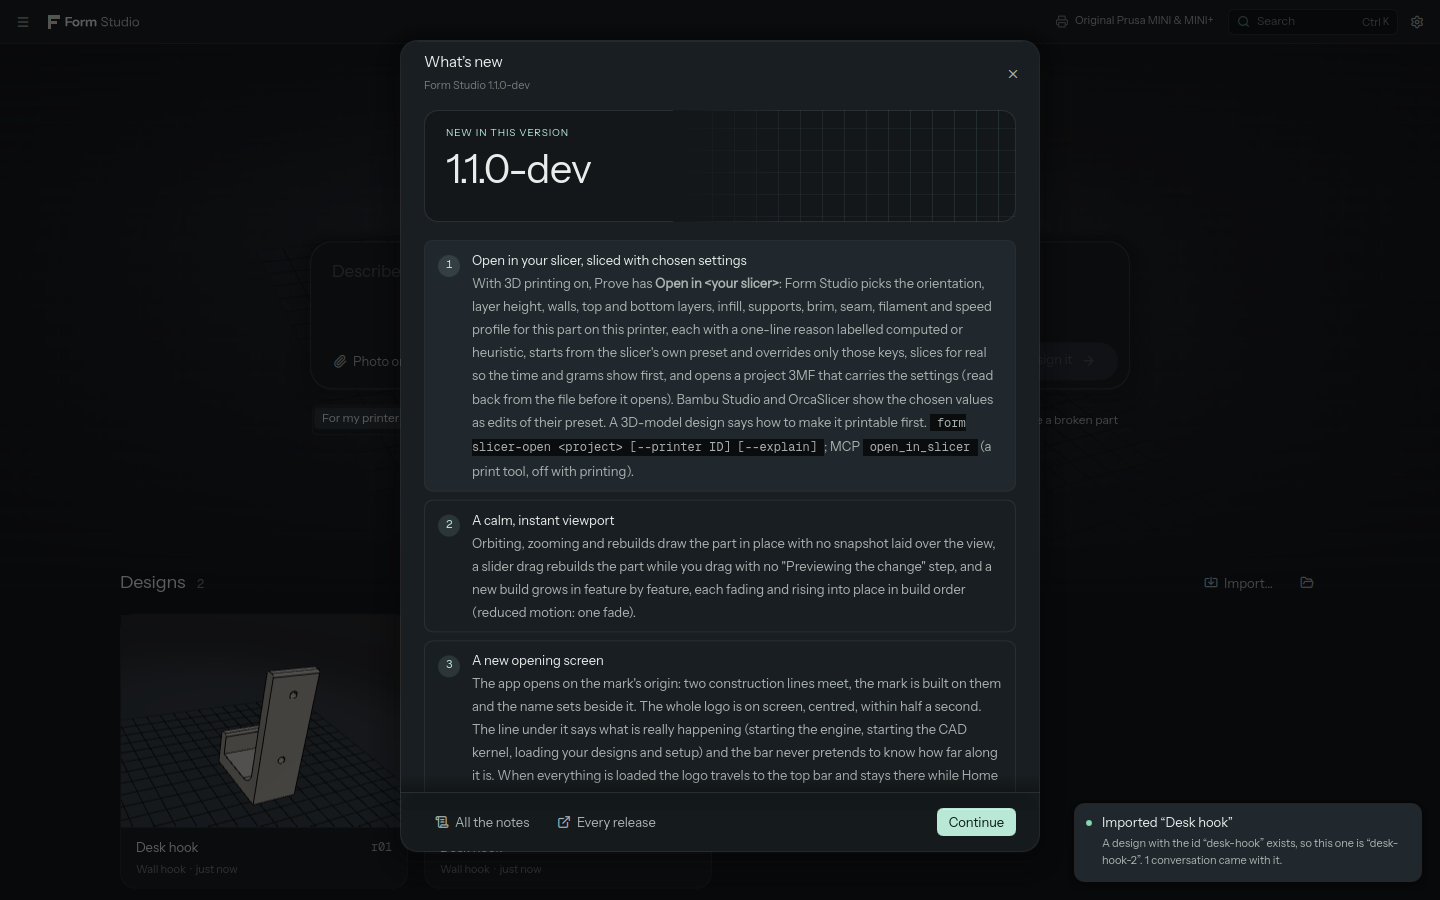 Form Studio
Original Prusa MINI & MINI+
Search
Ctrl K
What's new
Form Studio 1.1.0-dev
NEW IN THIS VERSION
1.1.0-dev
1
Open in your slicer, sliced with chosen settings
With 3D printing on, Prove has Open in <your slicer>: Form Studio picks the orientation,
layer height, walls, top and bottom layers, infill, supports, brim, seam, filament and speed
profile for this part on this printer, each with a one-line reason labelled computed or
heuristic, starts from the slicer's own preset and overrides only those keys, slices for real
so the time and grams show first, and opens a project 3MF that carries the settings (read
back from the file before it opens). Bambu Studio and OrcaSlicer show the chosen values
as edits of their preset. A 3D-model design says how to make it printable first. form
slicer-open <project> [--printer ID] [--explain] ; MCP open_in_slicer (a
print tool, off with printing).
2
A calm, instant viewport
Orbiting, zooming and rebuilds draw the part in place with no snapshot laid over the view,
a slider drag rebuilds the part while you drag with no "Previewing the change" step, and a
new build grows in feature by feature, each fading and rising into place in build order
(reduced motion: one fade).
3
A new opening screen
The app opens on the mark's origin: two construction lines meet, the mark is built on them
and the name sets beside it. The whole logo is on screen, centred, within half a second.
The line under it says what is really happening (starting the engine, starting the CAD
kernel, loading your designs and setup) and the bar never pretends to know how far along
it is. When everything is loaded the logo travels to the top bar and stays there while Home
All the notes
Every release
Continue
Describe
Photo or
ign it
For my printer
e a broken part
Designs 2
Import...
Desk hook
r01
Wall hook · just now
Wall hook · just now
Imported “Desk hook”
A design with the id “desk-hook” exists, so this one is “desk-
hook-2”. 1 conversation came with it.